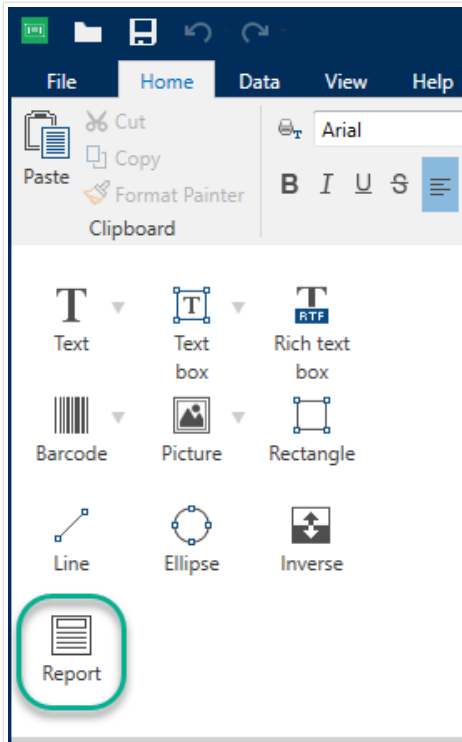 File Home Data View Help
Cut
Copy
Paste
Format Painter
Clipboard
T
Arial
B I U S
T
T
T
RTF
Text
Text
box
Rich text
box
Barcode
Picture
Rectangle
Line
Ellipse
Inverse
Report